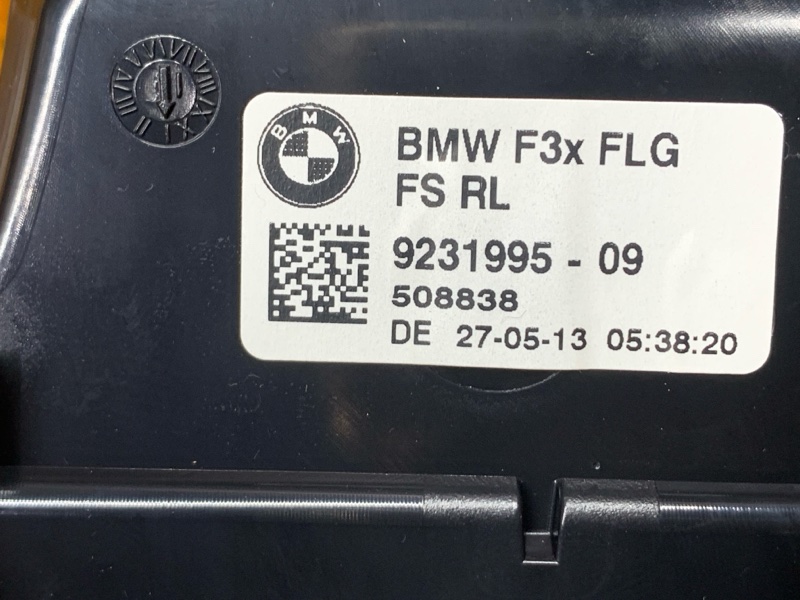 BMW
BMW F3x FLG
FS RL
9231995 - 09
508838
DE 27-05-13 05:38:20